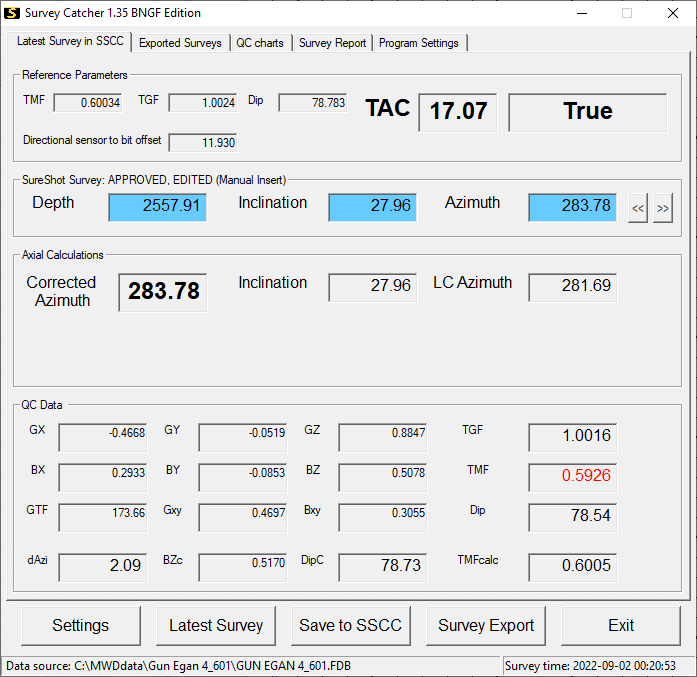 Survey Catcher 1.35 BNGF Edition
Latest Survey in SSCC Exported Surveys QC charts Survey Report Program Settings
Reference Parameters
TMF 0.60034 TGF 1.0024 Dip 78.783 TAC 17.07 True
Directional sensor to bit offset 11.930
SureShot Survey: APPROVED, EDITED (Manual Insert)
Depth 2557.91 Inclination 27.96 Azimuth 283.78 << >>
Axial Calculations
Corrected Azimuth 283.78 Inclination 27.96 LC Azimuth 281.69
QC Data
GX -0.4668 GY -0.0519 GZ 0.8847 TGF 1.0016
BX 0.2933 BY -0.0853 BZ 0.5078 TMF 0.5926
GTF 173.66 Gxy 0.4697 Bxy 0.3055 Dip 78.54
dAzi 2.09 BZc 0.5170 DipC 78.73 TMFcalc 0.6005
Settings Latest Survey Save to SSCC Survey Export Exit
Data source: C:\MWDdata\Gun Egan 4_601\GUN EGAN 4_601.FDB Survey time: 2022-09-02 00:20:53